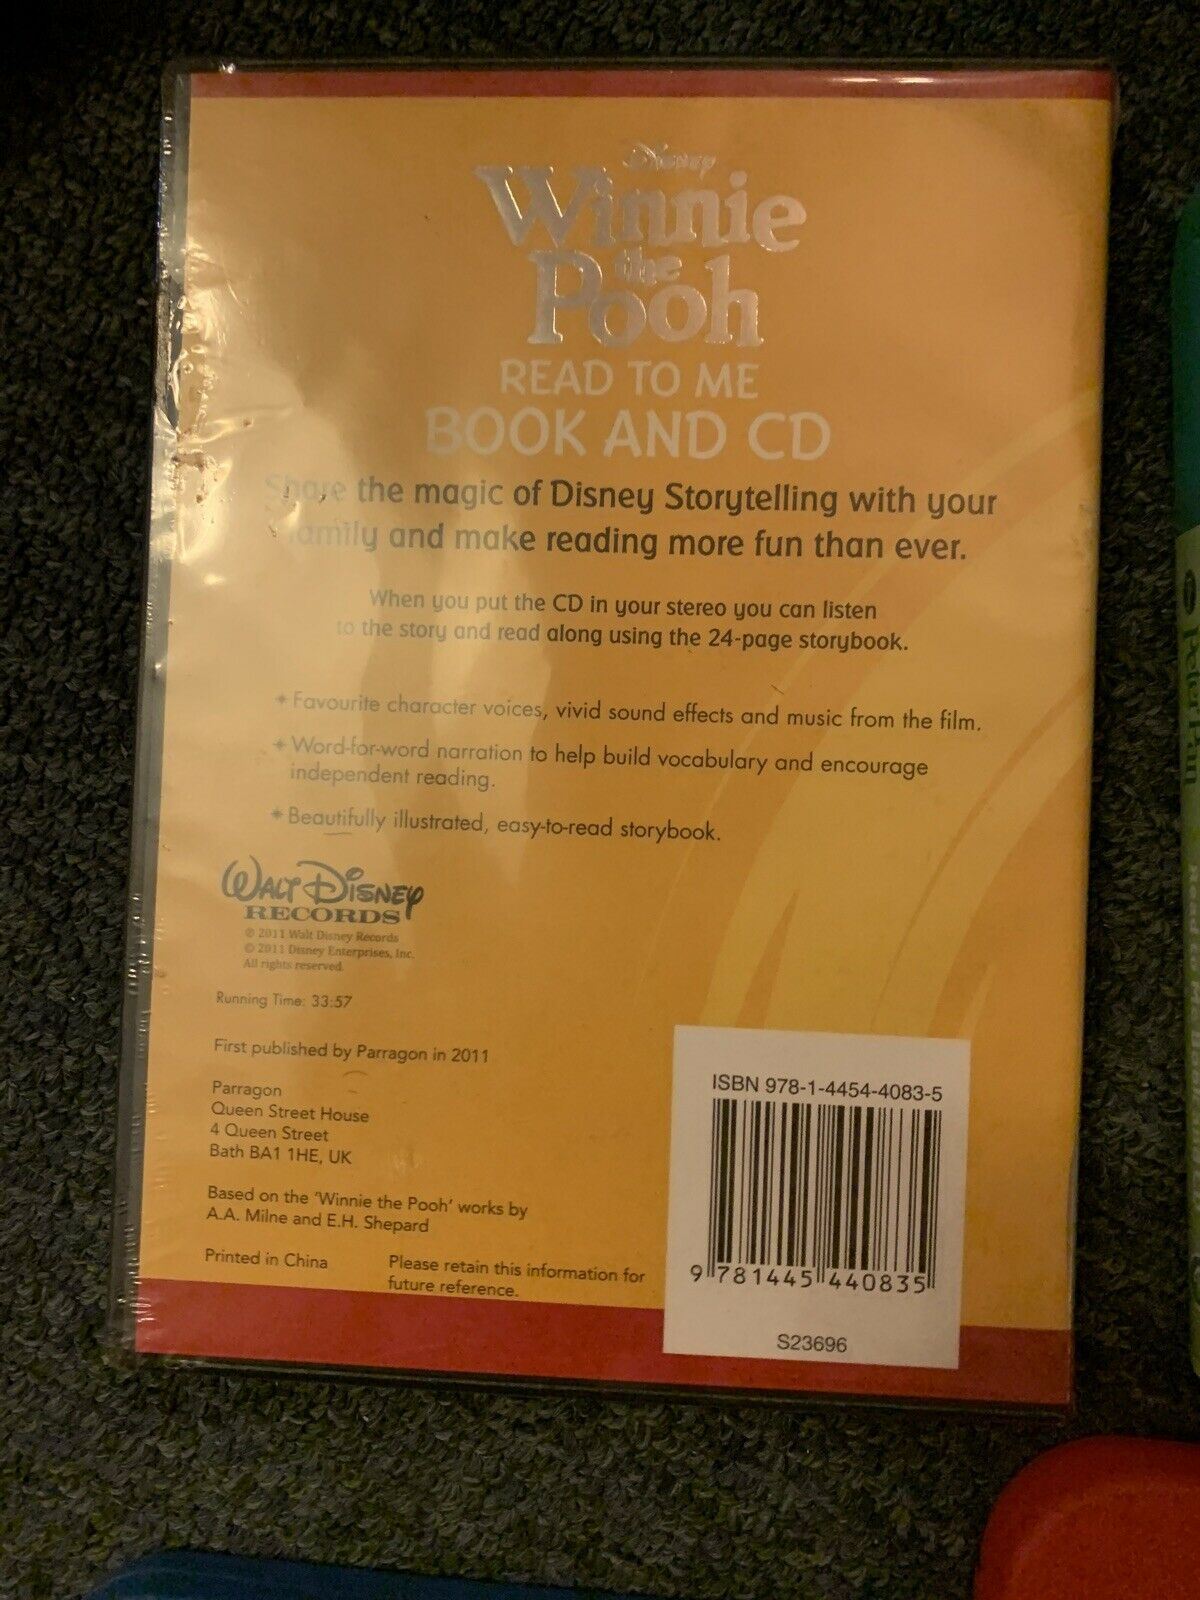 Disney
Winnie
the
Pooh
READ TO ME
BOOK AND CD
Share the magic of Disney Storytelling with your
family and make reading more fun than ever.
When you put the CD in your stereo you can listen
to the story and read along using the 24-page storybook.
* Favourite character voices, vivid sound effects and music from the film.
* Word-for-word narration to help build vocabulary and encourage
independent reading.
* Beautifully illustrated, easy-to-read storybook.
WALT DISNEY
RECORDS
℗ 2011 Walt Disney Records
© 2011 Disney Enterprises, Inc.
All rights reserved.
Running Time: 33:57
First published by Parragon in 2011
Parragon
Queen Street House
4 Queen Street
Bath BA1 1HE, UK
Based on the 'Winnie the Pooh' works by
A.A. Milne and E.H. Shepard
Printed in China
Please retain this information for
future reference.
ISBN 978-1-4454-4083-5
9 781445 440835
S23696